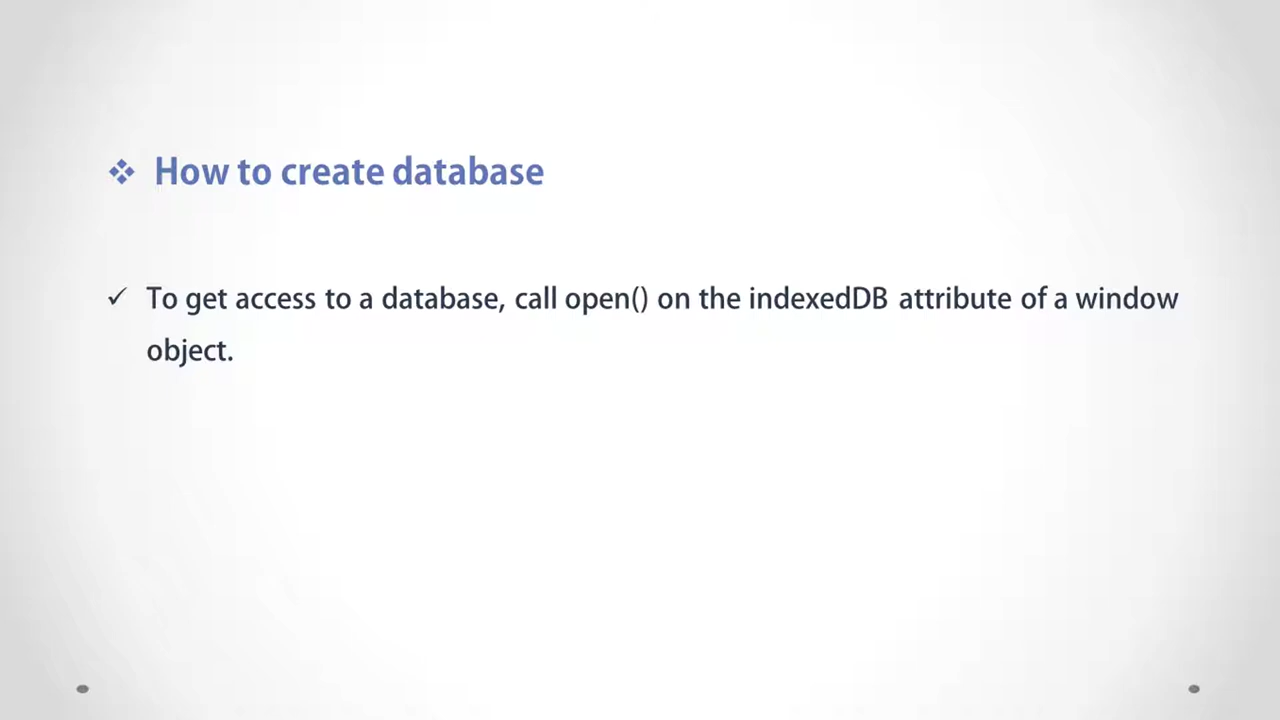 ❖ How to create database
✓ To get access to a database, call open() on the indexedDB attribute of a window
object.